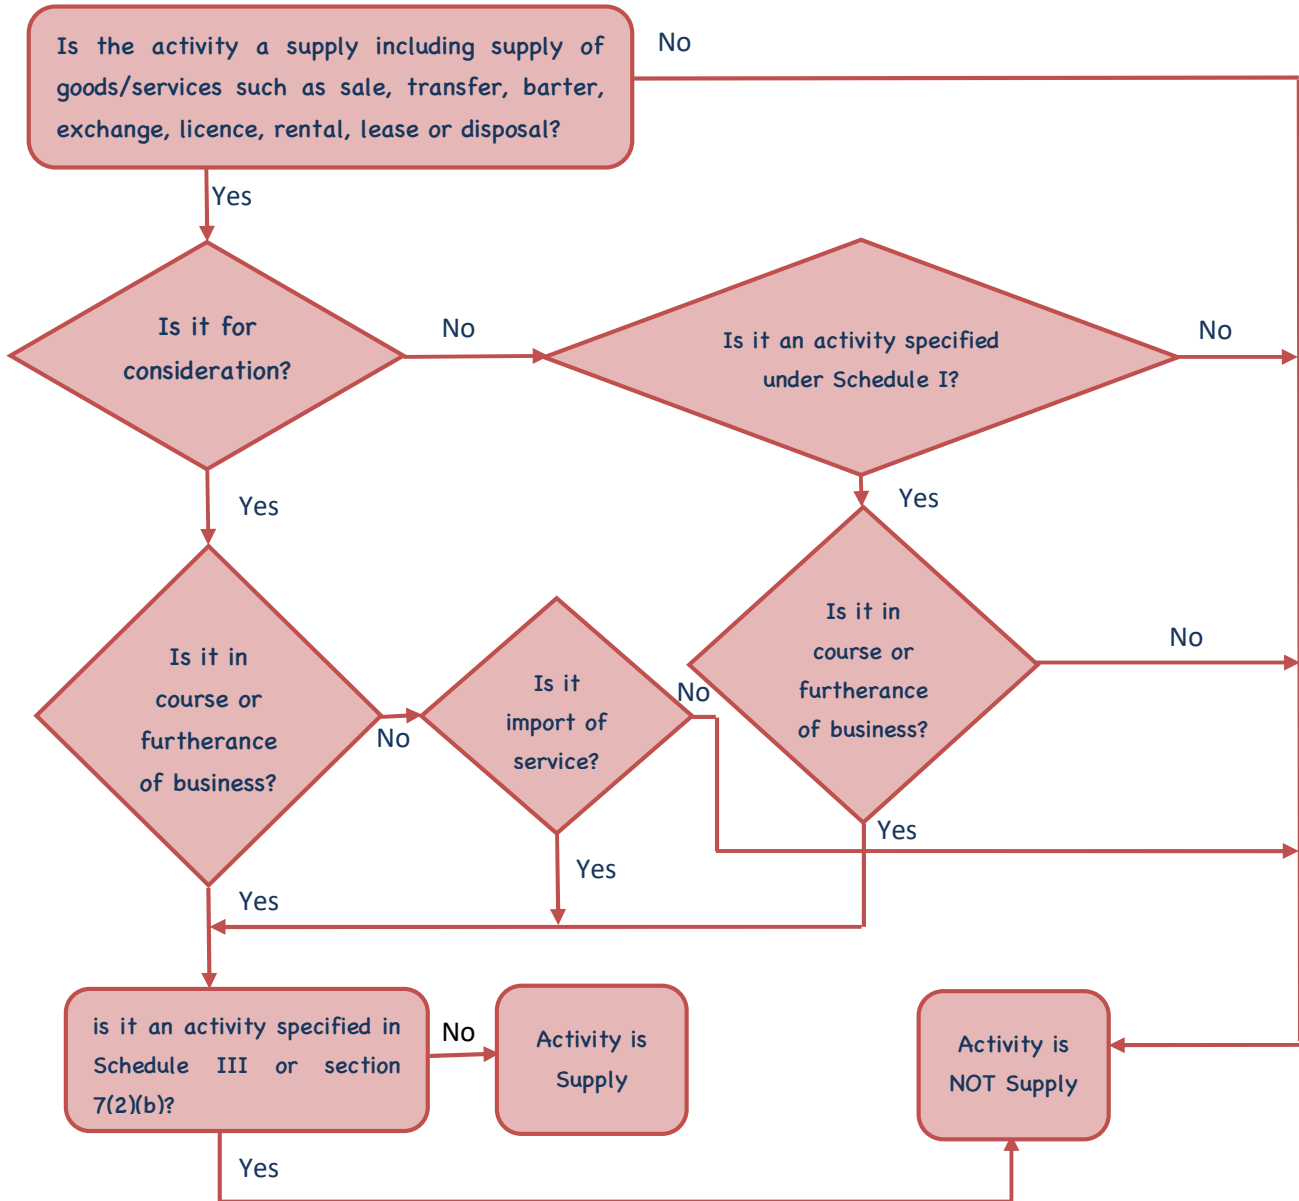 Is the activity a supply including supply of
goods/services such as sale, transfer, barter,
exchange, licence, rental, lease or disposal?
No
Yes
Is it for
consideration?
No
Is it an activity specified
under Schedule I?
No
Yes
Yes
Is it in
course or
furtherance
of business?
No
Is it
import of
service?
No
Is it in
course or
furtherance
of business?
No
Yes
Yes
Yes
is it an activity specified in
Schedule III or section
7(2)(b)?
No
Activity is
Supply
Activity is
NOT Supply
Yes